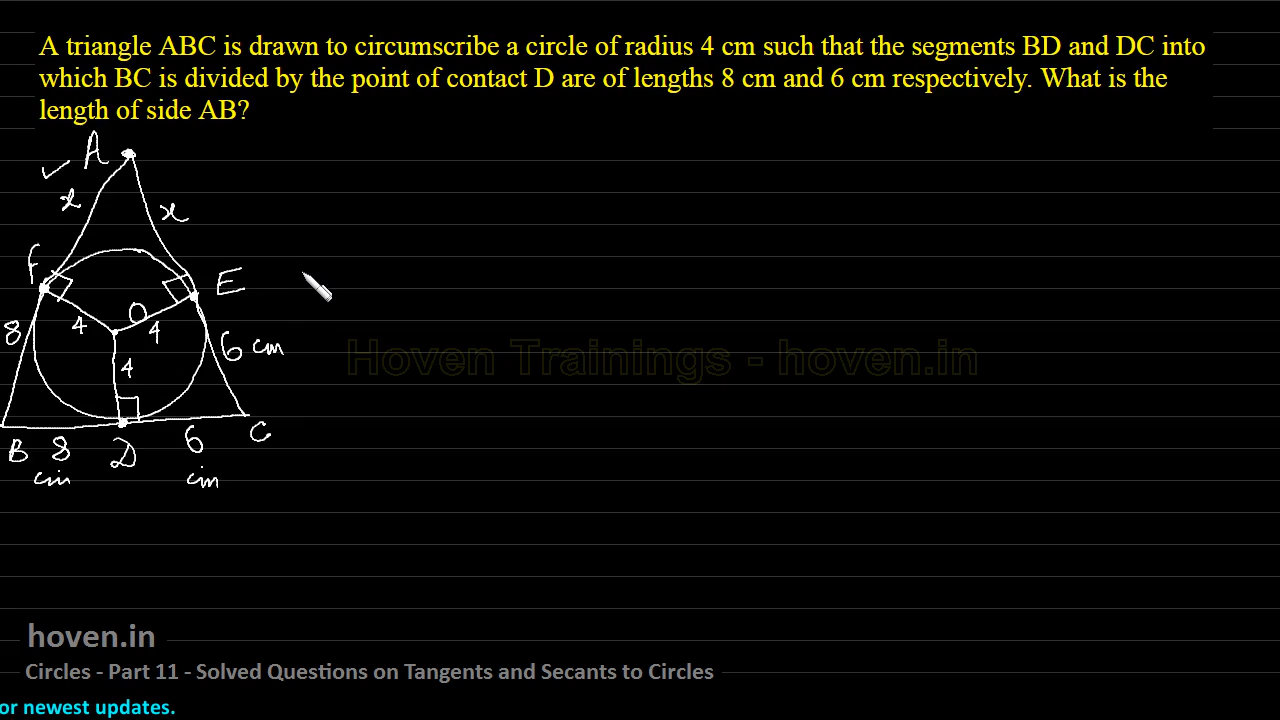 A triangle ABC is drawn to circumscribe a circle of radius 4 cm such that the segments BD and DC into
which BC is divided by the point of contact D are of lengths 8 cm and 6 cm respectively. What is the
length of side AB?
A
x
x
F
E
O
8
4
4
6 cm
Hoven Trainings - hoven.in
4
B 8 D 6 C
cm cm
hoven.in
Circles - Part 11 - Solved Questions on Tangents and Secants to Circles
or newest updates.